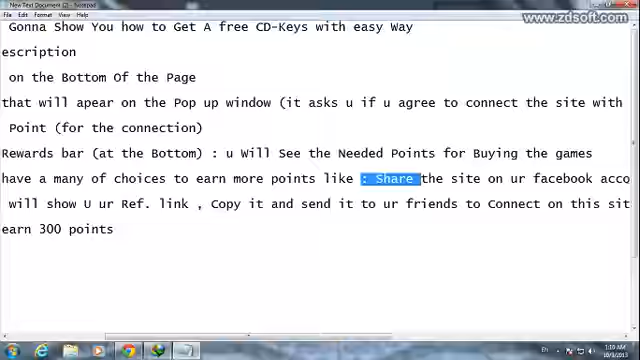 New Text Document (2) - Notepad
www.zdsoft.com
File Edit Format View Help
Gonna Show You how to Get A free CD-Keys with easy Way
escription
on the Bottom Of the Page
that will apear on the Pop up window (it asks u if u agree to connect the site with
Point (for the connection)
Rewards bar (at the Bottom) : u Will See the Needed Points for Buying the games
have a many of choices to earn more points like : Share the site on ur facebook acco
will show U ur Ref. link , Copy it and send it to ur friends to Connect on this sit
earn 300 points
EN
1:10 AM